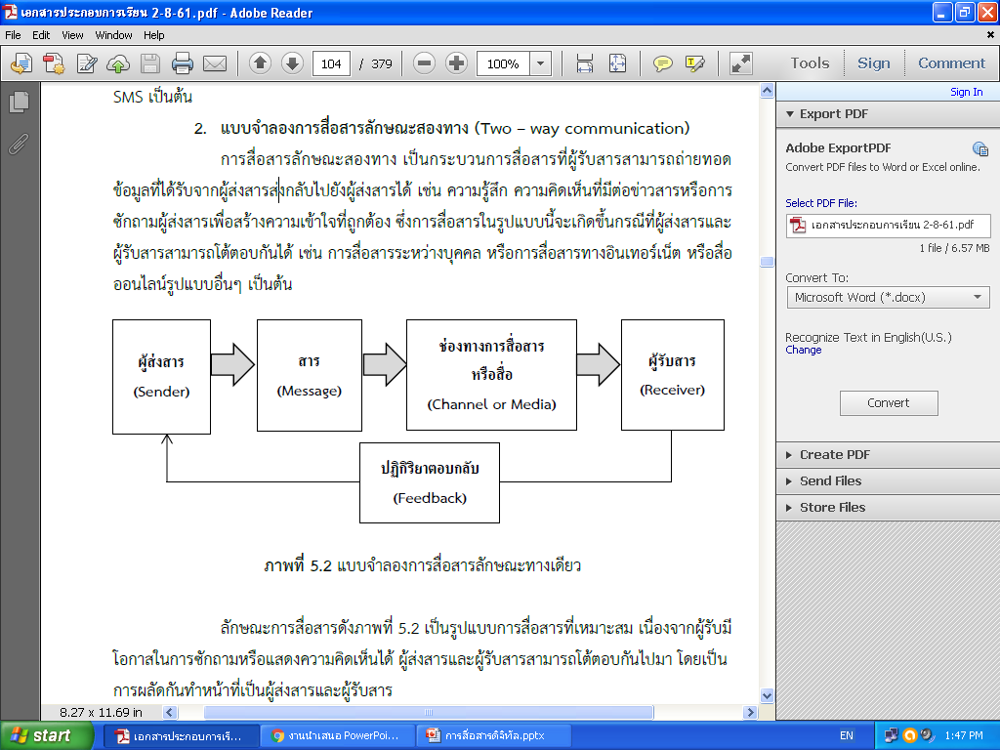 เอกสารประกอบการเรียน 2-8-61.pdf - Adobe Reader
File Edit View Window Help
104 / 379 100% Tools Sign Comment
Sign In
SMS เป็นต้น
2. แบบจำลองการสื่อสารลักษณะสองทาง (Two – way communication)
การสื่อสารลักษณะสองทาง เป็นกระบวนการสื่อสารที่ผู้รับสารสามารถถ่ายทอด
ข้อมูลที่ได้รับจากผู้ส่งสารส่กลับไปยังผู้ส่งสารได้ เช่น ความรู้สึก ความคิดเห็นที่มีต่อข่าวสารหรือการ
ซักถามผู้ส่งสารเพื่อสร้างความเข้าใจที่ถูกต้อง ซึ่งการสื่อสารในรูปแบบนี้จะเกิดขึ้นกรณีที่ผู้ส่งสารและ
ผู้รับสารสามารถโต้ตอบกันได้ เช่น การสื่อสารระหว่างบุคคล หรือการสื่อสารทางอินเทอร์เน็ต หรือสื่อ
ออนไลน์รูปแบบอื่นๆ เป็นต้น
ผู้ส่งสาร
(Sender)
สาร
(Message)
ช่องทางการสื่อสาร
หรือสื่อ
(Channel or Media)
ผู้รับสาร
(Receiver)
ปฏิกิริยาตอบกลับ
(Feedback)
ภาพที่ 5.2 แบบจำลองการสื่อสารลักษณะทางเดียว
ลักษณะการสื่อสารดังภาพที่ 5.2 เป็นรูปแบบการสื่อสารที่เหมาะสม เนื่องจากผู้รับมี
โอกาสในการซักถามหรือแสดงความคิดเห็นได้ ผู้ส่งสารและผู้รับสารสามารถโต้ตอบกันไปมา โดยเป็น
การผลัดกันทำหน้าที่เป็นผู้ส่งสารและผู้รับสาร
8.27 x 11.69 in
Export PDF
Adobe ExportPDF
Convert PDF files to Word or Excel online.
Select PDF File:
เอกสารประกอบการเรียน 2-8-61.pdf
1 file / 6.57 MB
Convert To:
Microsoft Word (*.docx)
Recognize Text in English(U.S.)
Change
Convert
Create PDF
Send Files
Store Files
start เอกสารประกอบการเรี... งานนำเสนอ PowerPoi... การสื่อสารดิจิทัล.pptx EN 1:47 PM